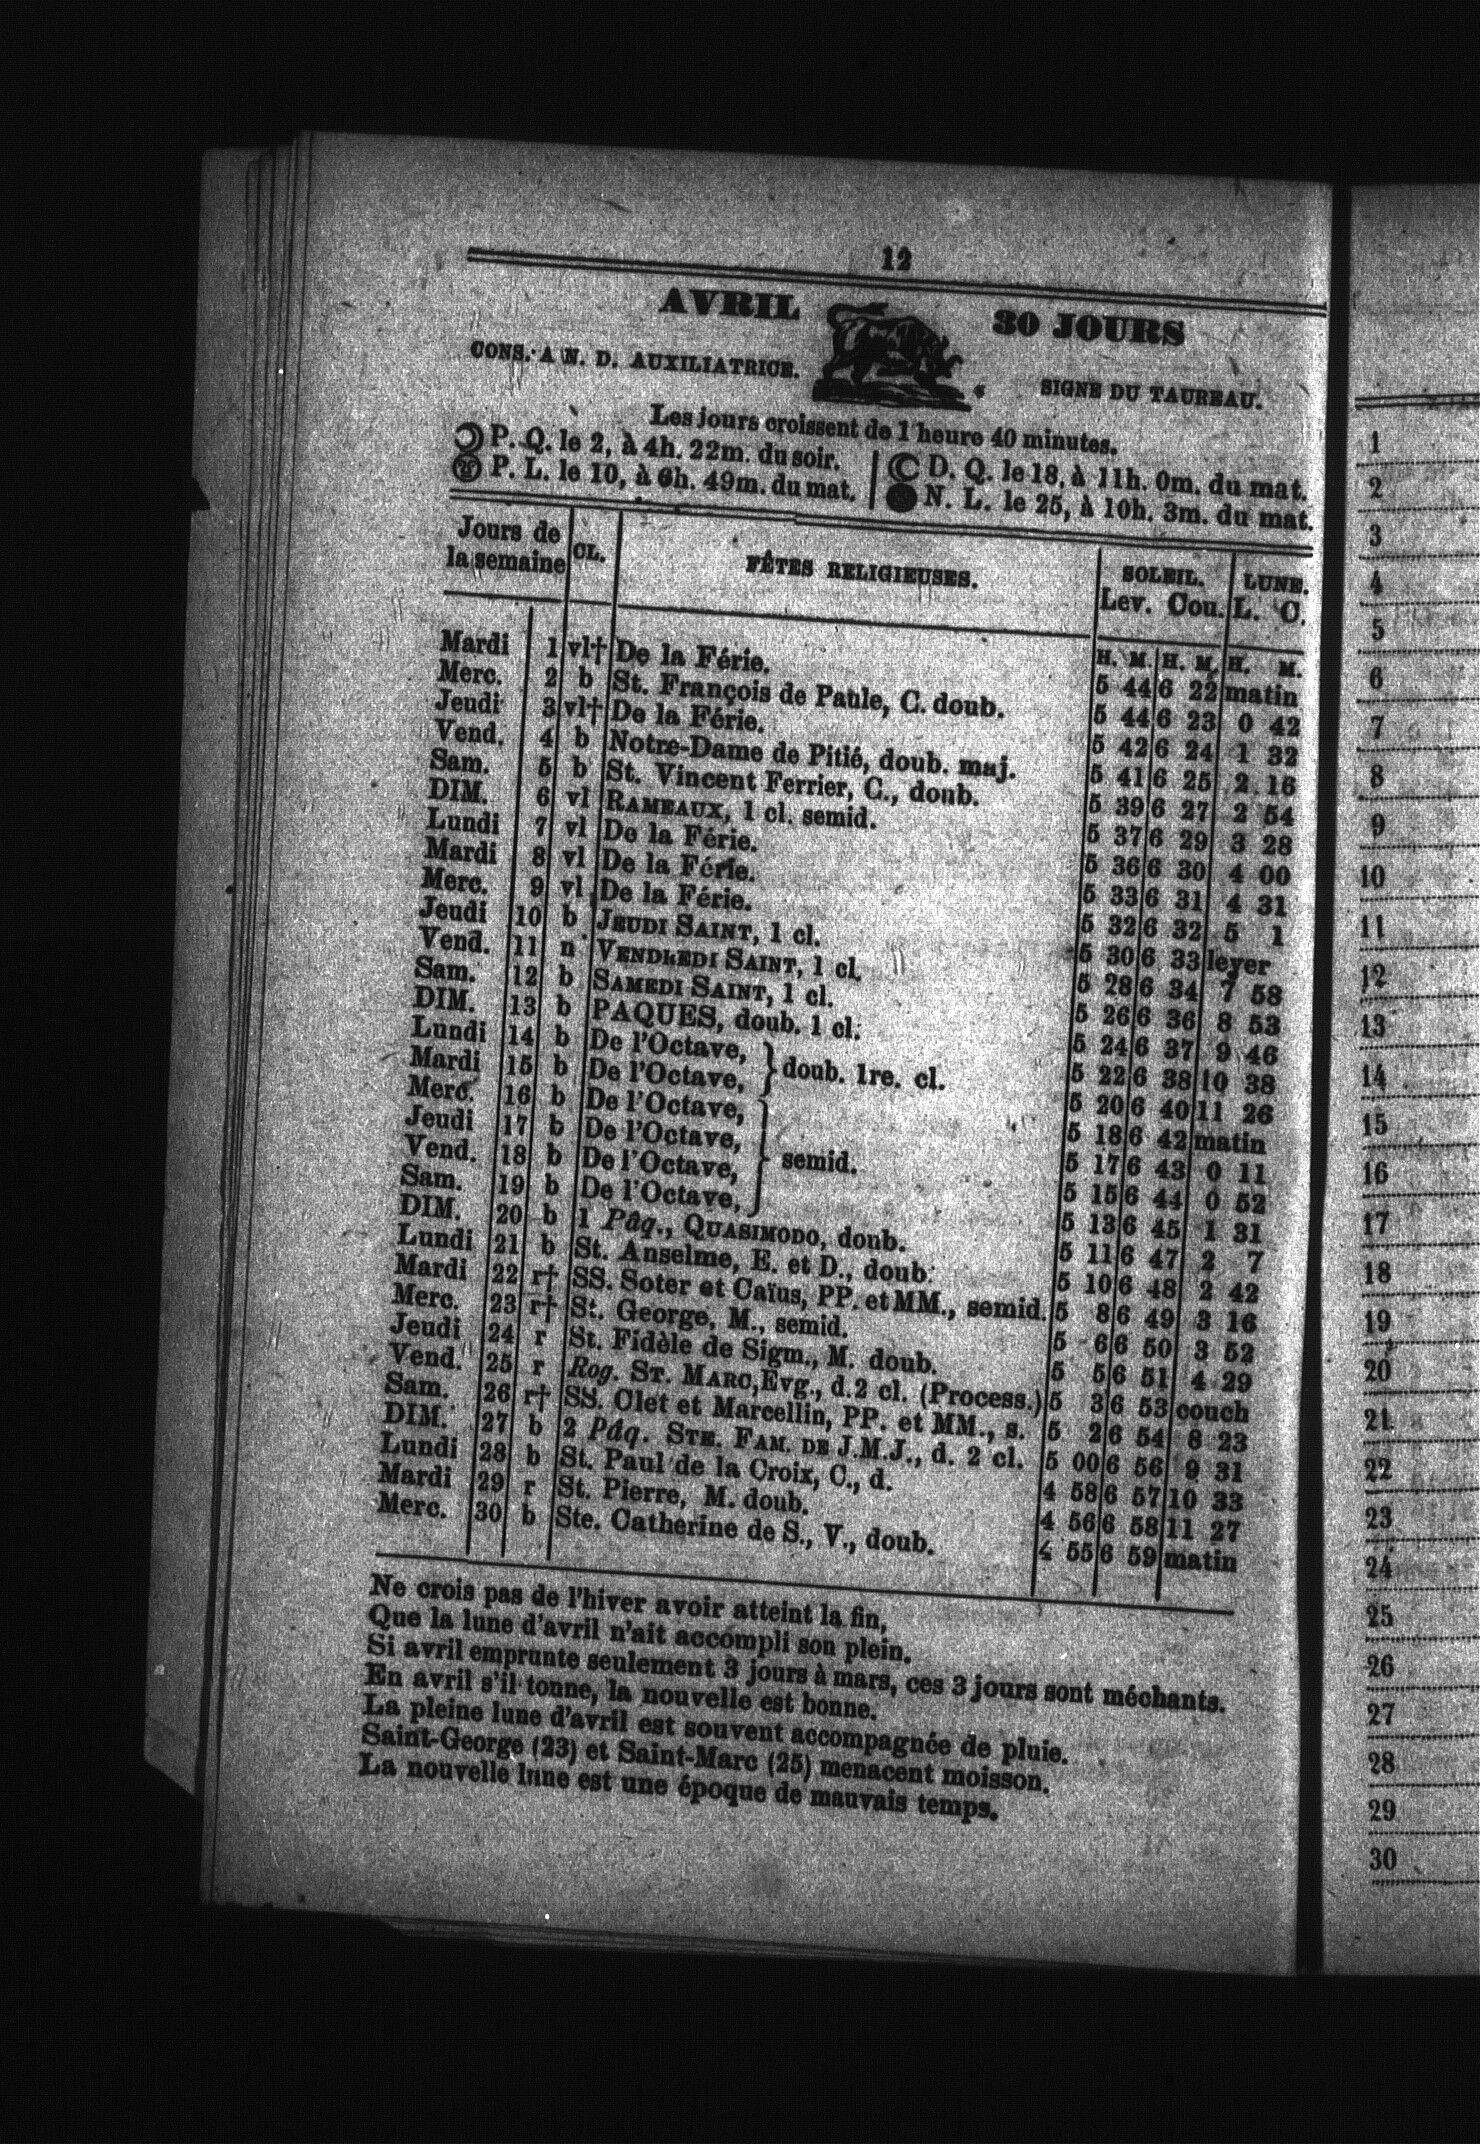 12
AVRIL 30 JOURS
CONS. A N. D. AUXILIATRICE. SIGNE DU TAUREAU.
Les jours croissent de 1 heure 40 minutes.
P. Q. le 2, à 4h. 22m. du soir. D. Q. le 18, à 11h. 0m. du mat.
P. L. le 10, à 6h. 49m. du mat. N. L. le 25, à 10h. 3m. du mat.
Jours de la semaine CL. FÊTES RELIGIEUSES. SOLEIL. Lev. Cou. LUNE. L. C.
H. M. H. M. H. M.
Mardi 1 vl† De la Férie. 5 44 6 22 matin
Merc. 2 b St. François de Paule, C. doub. 5 44 6 23 0 42
Jeudi 3 vl† De la Férie. 5 42 6 24 1 32
Vend. 4 b Notre-Dame de Pitié, doub. maj. 5 41 6 25 2 16
Sam. 5 b St. Vincent Ferrier, C., doub. 5 39 6 27 2 54
DIM. 6 vl RAMEAUX, 1 cl. semid. 5 37 6 29 3 28
Lundi 7 vl De la Férie. 5 36 6 30 4 00
Mardi 8 vl De la Férie. 5 33 6 31 4 31
Merc. 9 vl De la Férie. 5 32 6 32 5 1
Jeudi 10 b JEUDI SAINT, 1 cl. 5 30 6 33 lever
Vend. 11 n VENDREDI SAINT, 1 cl. 5 28 6 34 7 58
Sam. 12 b SAMEDI SAINT, 1 cl. 5 26 6 36 8 53
DIM. 13 b PAQUES, doub. 1 cl. 5 24 6 37 9 46
Lundi 14 b De l'Octave, doub. 1re. cl. 5 22 6 38 10 38
Mardi 15 b De l'Octave, 5 20 6 40 11 26
Merc. 16 b De l'Octave, 5 18 6 42 matin
Jeudi 17 b De l'Octave, semid. 5 17 6 43 0 11
Vend. 18 b De l'Octave, 5 15 6 44 0 52
Sam. 19 b De l'Octave, 5 13 6 45 1 31
DIM. 20 b 1 Pâq., QUASIMODO, doub. 5 11 6 47 2 7
Lundi 21 b St. Anselme, E. et D., doub. 5 10 6 48 2 42
Mardi 22 r† SS. Soter et Caïus, PP. et MM., semid. 5 8 6 49 3 16
Merc. 23 r† St. George, M., semid. 5 6 6 50 3 52
Jeudi 24 r St. Fidèle de Sigm., M. doub. 5 5 6 51 4 29
Vend. 25 r Rog. ST. MARC, Evg., d. 2 cl. (Process.) 5 3 6 53 couch
Sam. 26 r† SS. Clet et Marcellin, PP. et MM., s. 5 2 6 54 8 23
DIM. 27 b 2 Pâq. STE. FAM. DE J.M.J., d. 2 cl. 5 00 6 56 9 31
Lundi 28 b St. Paul de la Croix, C., d. 4 58 6 57 10 33
Mardi 29 r St. Pierre, M. doub. 4 56 6 58 11 27
Merc. 30 b Ste. Catherine de S., V., doub. 4 55 6 59 matin
Ne crois pas de l'hiver avoir atteint la fin,
Que la lune d'avril n'ait accompli son plein.
Si avril emprunte seulement 3 jours à mars, ces 3 jours sont méchants.
En avril s'il tonne, la nouvelle est bonne.
La pleine lune d'avril est souvent accompagnée de pluie.
Saint-George (23) et Saint-Marc (25) menacent moisson.
La nouvelle lune est une époque de mauvais temps.
1
2
3
4
5
6
7
8
9
10
11
12
13
14
15
16
17
18
19
20
21
22
23
24
25
26
27
28
29
30